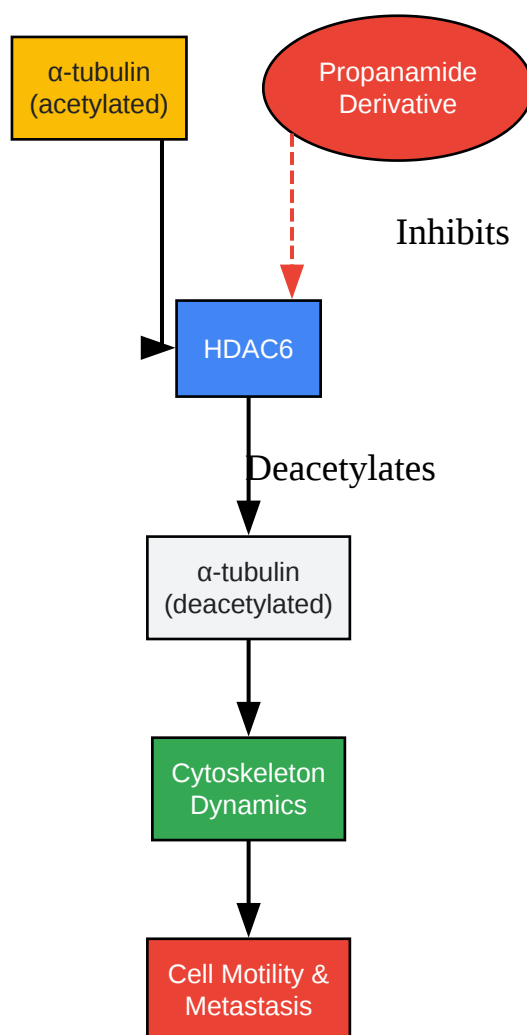 α-tubulin
(acetylated)
Propanamide
Derivative
Inhibits
HDAC6
Deacetylates
α-tubulin
(deacetylated)
Cytoskeleton
Dynamics
Cell Motility &
Metastasis